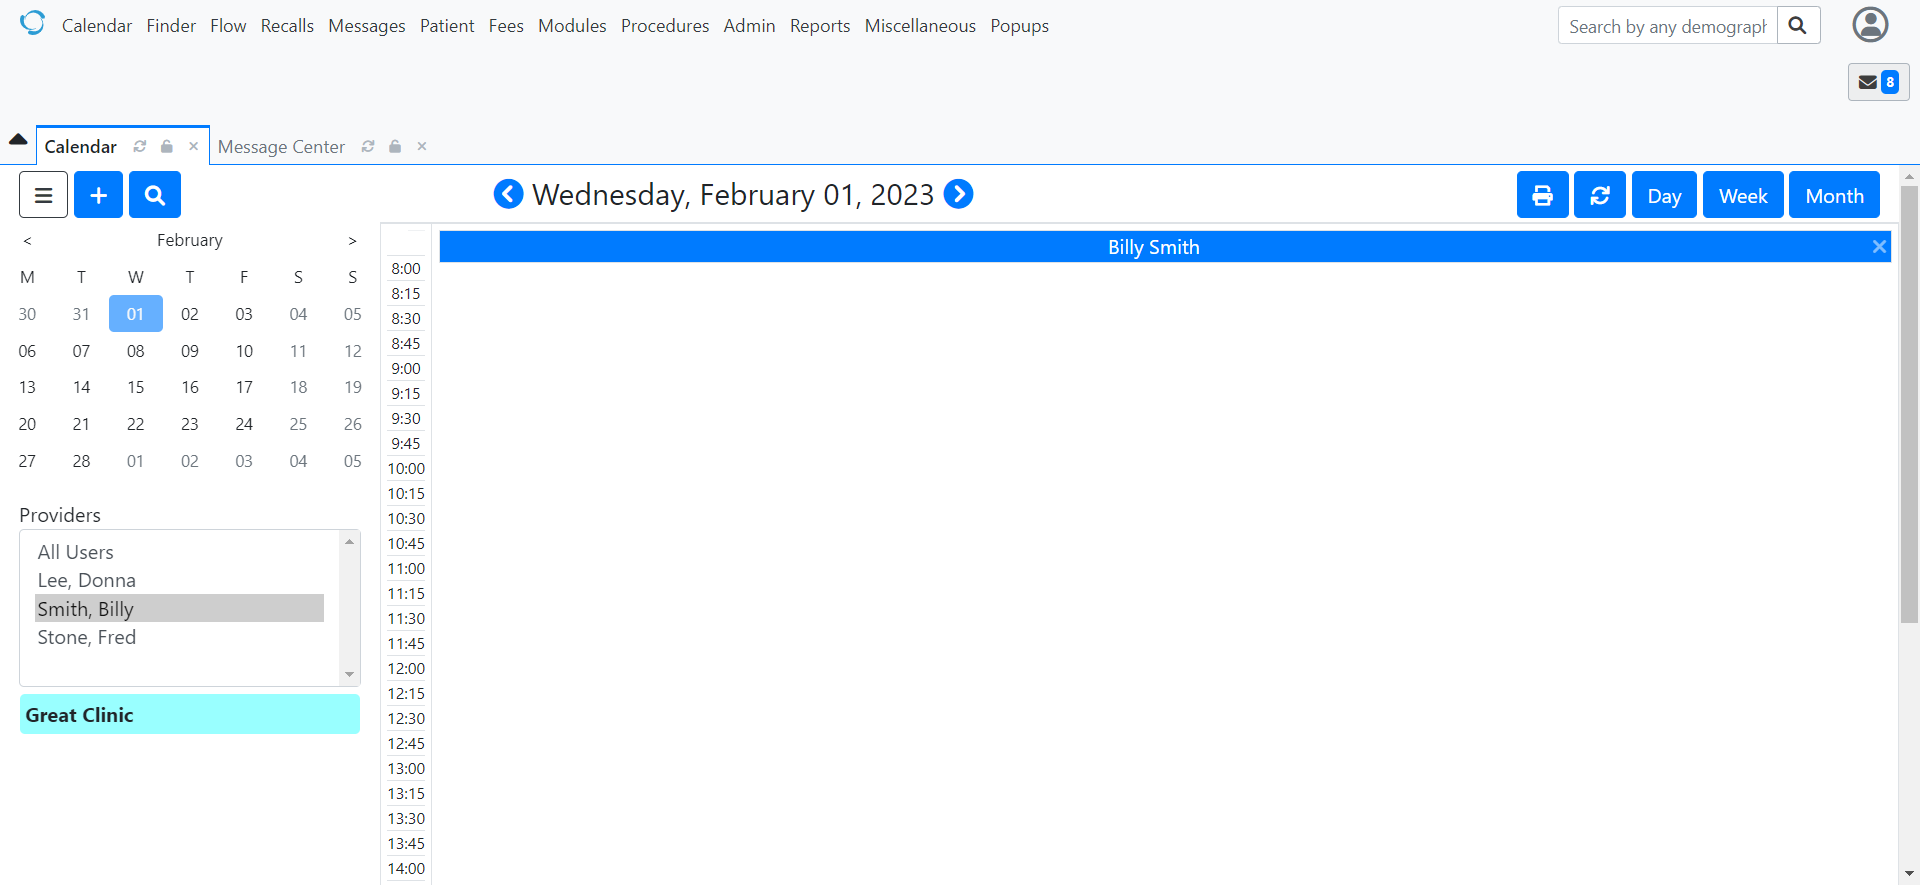 Calendar Finder Flow Recalls Messages Patient Fees Modules Procedures Admin Reports Miscellaneous Popups
Search by any demograph
8
Calendar Message Center
Wednesday, February 01, 2023
Day Week Month
< February >
M T W T F S S
30 31 01 02 03 04 05
06 07 08 09 10 11 12
13 14 15 16 17 18 19
20 21 22 23 24 25 26
27 28 01 02 03 04 05
Providers
All Users
Lee, Donna
Smith, Billy
Stone, Fred
Great Clinic
Billy Smith
8:00
8:15
8:30
8:45
9:00
9:15
9:30
9:45
10:00
10:15
10:30
10:45
11:00
11:15
11:30
11:45
12:00
12:15
12:30
12:45
13:00
13:15
13:30
13:45
14:00